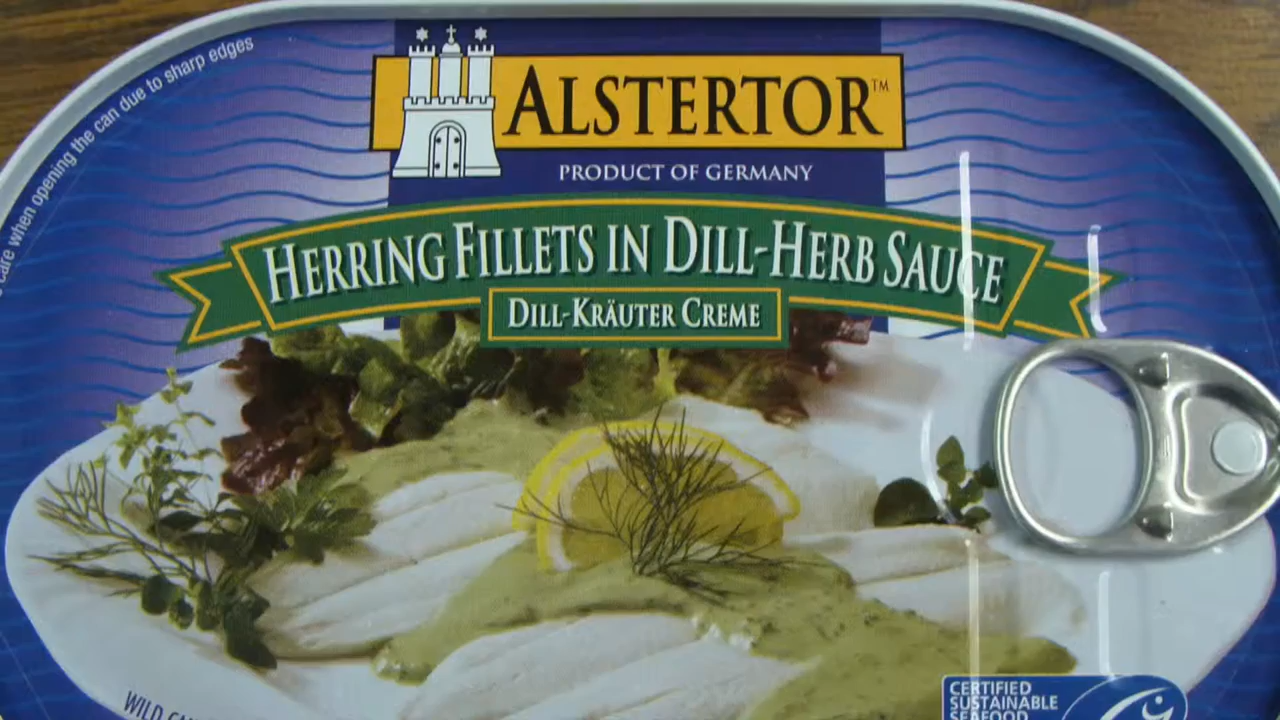 care when opening the can due to sharp edges
ALSTERTOR™
PRODUCT OF GERMANY
HERRING FILLETS IN DILL-HERB SAUCE
DILL-KRÄUTER CREME
WILD
CERTIFIED
SUSTAINABLE
SEAFOOD